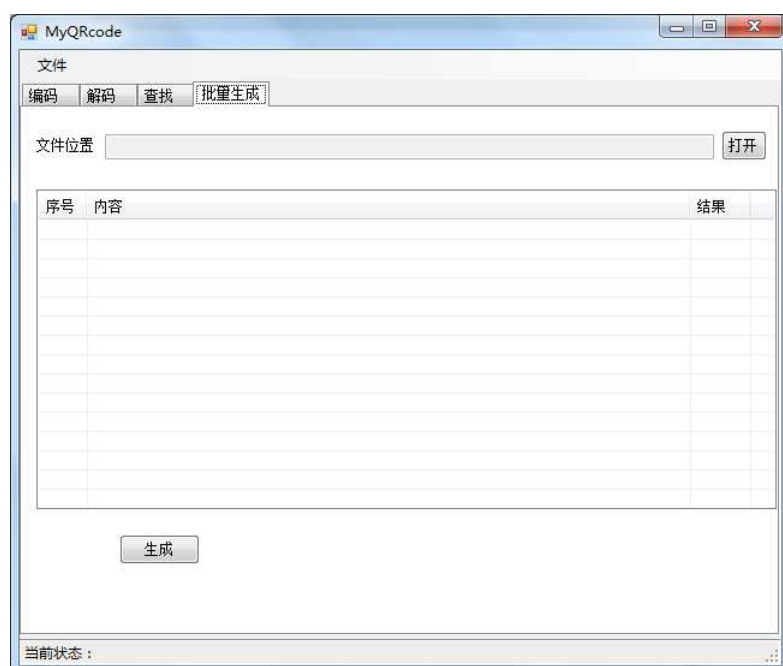 MyQRcode
文件
编码 解码 查找 批量生成
文件位置 打开
序号 内容 结果
生成
当前状态：